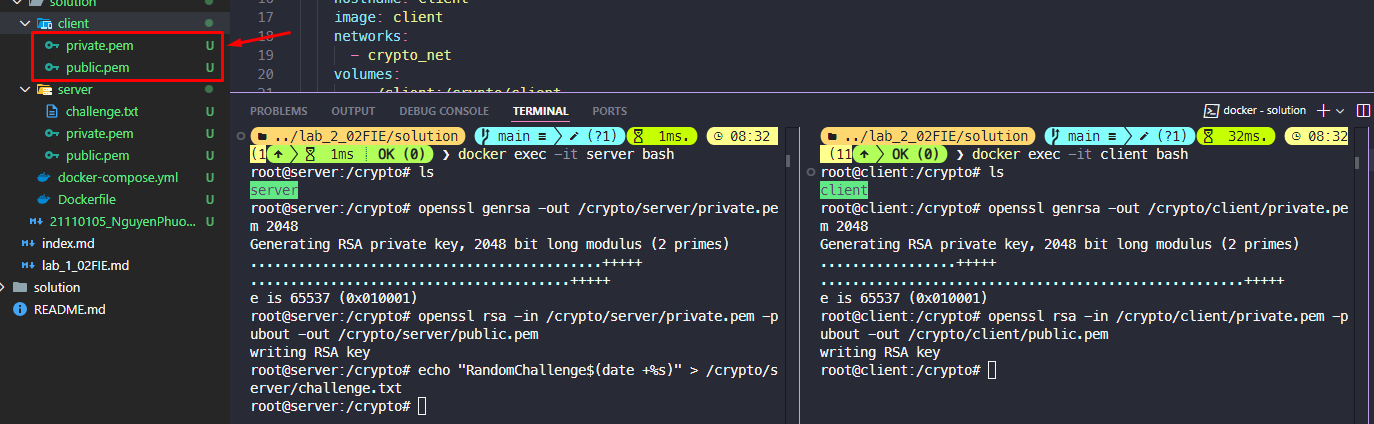 solution
client
private.pem U
public.pem U
server
challenge.txt U
private.pem U
public.pem U
docker-compose.yml U
Dockerfile U
21110105_NguyenPhuo... U
index.md
lab_1_02FIE.md
solution
README.md
16 hostname: client
17 image: client
18 networks:
19 - crypto_net
20 volumes:
PROBLEMS OUTPUT DEBUG CONSOLE TERMINAL PORTS
docker - solution
../lab_2_02FIE/solution main ≡ (?1) 1ms. 08:32
(1 1ms OK (0) ❯ docker exec -it server bash
root@server:/crypto# ls
server
root@server:/crypto# openssl genrsa -out /crypto/server/private.pe
m 2048
Generating RSA private key, 2048 bit long modulus (2 primes)
.............................................+++++
.........................................+++++
e is 65537 (0x010001)
root@server:/crypto# openssl rsa -in /crypto/server/private.pem -p
ubout -out /crypto/server/public.pem
writing RSA key
root@server:/crypto# echo "RandomChallenge$(date +%s)" > /crypto/s
erver/challenge.txt
root@server:/crypto#
../lab_2_02FIE/solution main ≡ (?1) 32ms. 08:32
(11 OK (0) ❯ docker exec -it client bash
root@client:/crypto# ls
client
root@client:/crypto# openssl genrsa -out /crypto/client/private.pe
m 2048
Generating RSA private key, 2048 bit long modulus (2 primes)
.................+++++
......................................................+++++
e is 65537 (0x010001)
root@client:/crypto# openssl rsa -in /crypto/client/private.pem -p
ubout -out /crypto/client/public.pem
writing RSA key
root@client:/crypto#